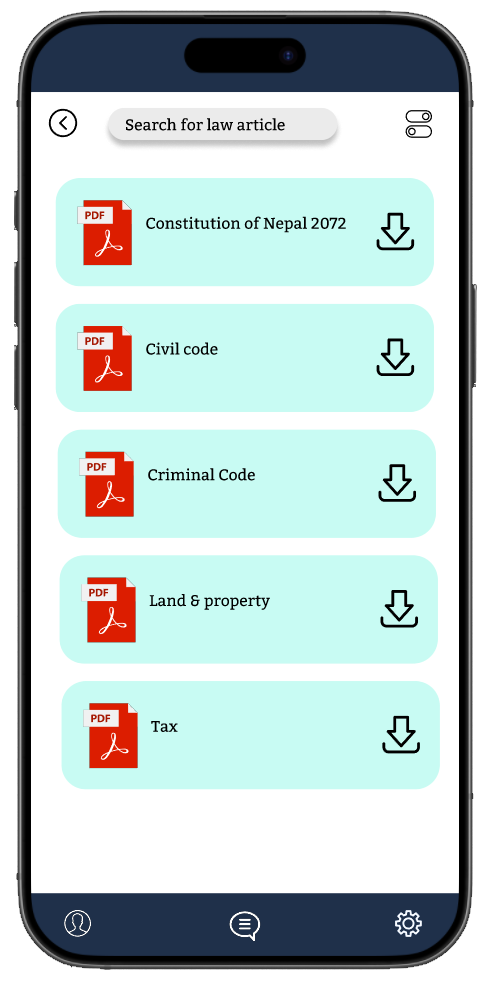 Search for law article
PDF
Constitution of Nepal 2072
PDF
Civil code
PDF
Criminal Code
PDF
Land & property
PDF
Tax